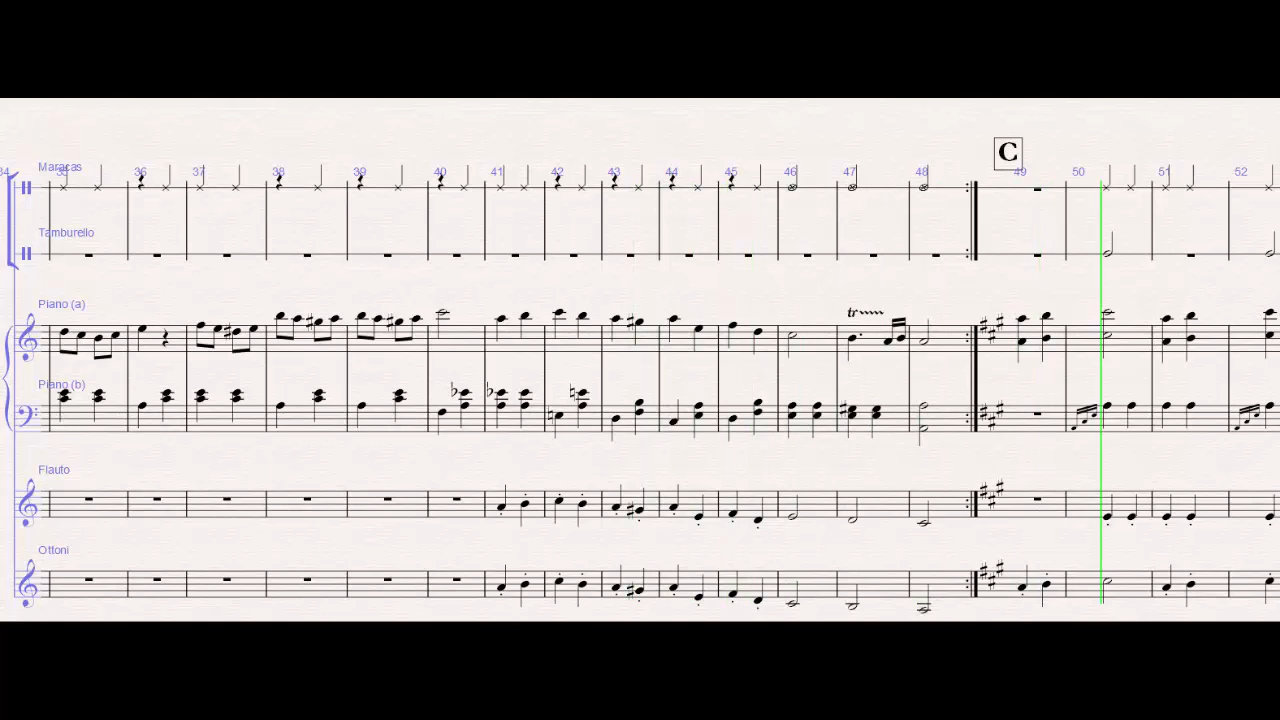 C
34 35 36 37 38 39 40 41 42 43 44 45 46 47 48 49 50 51 52
Maracas
Tamburello
Piano (a)
tr
Piano (b)
Flauto
Ottoni